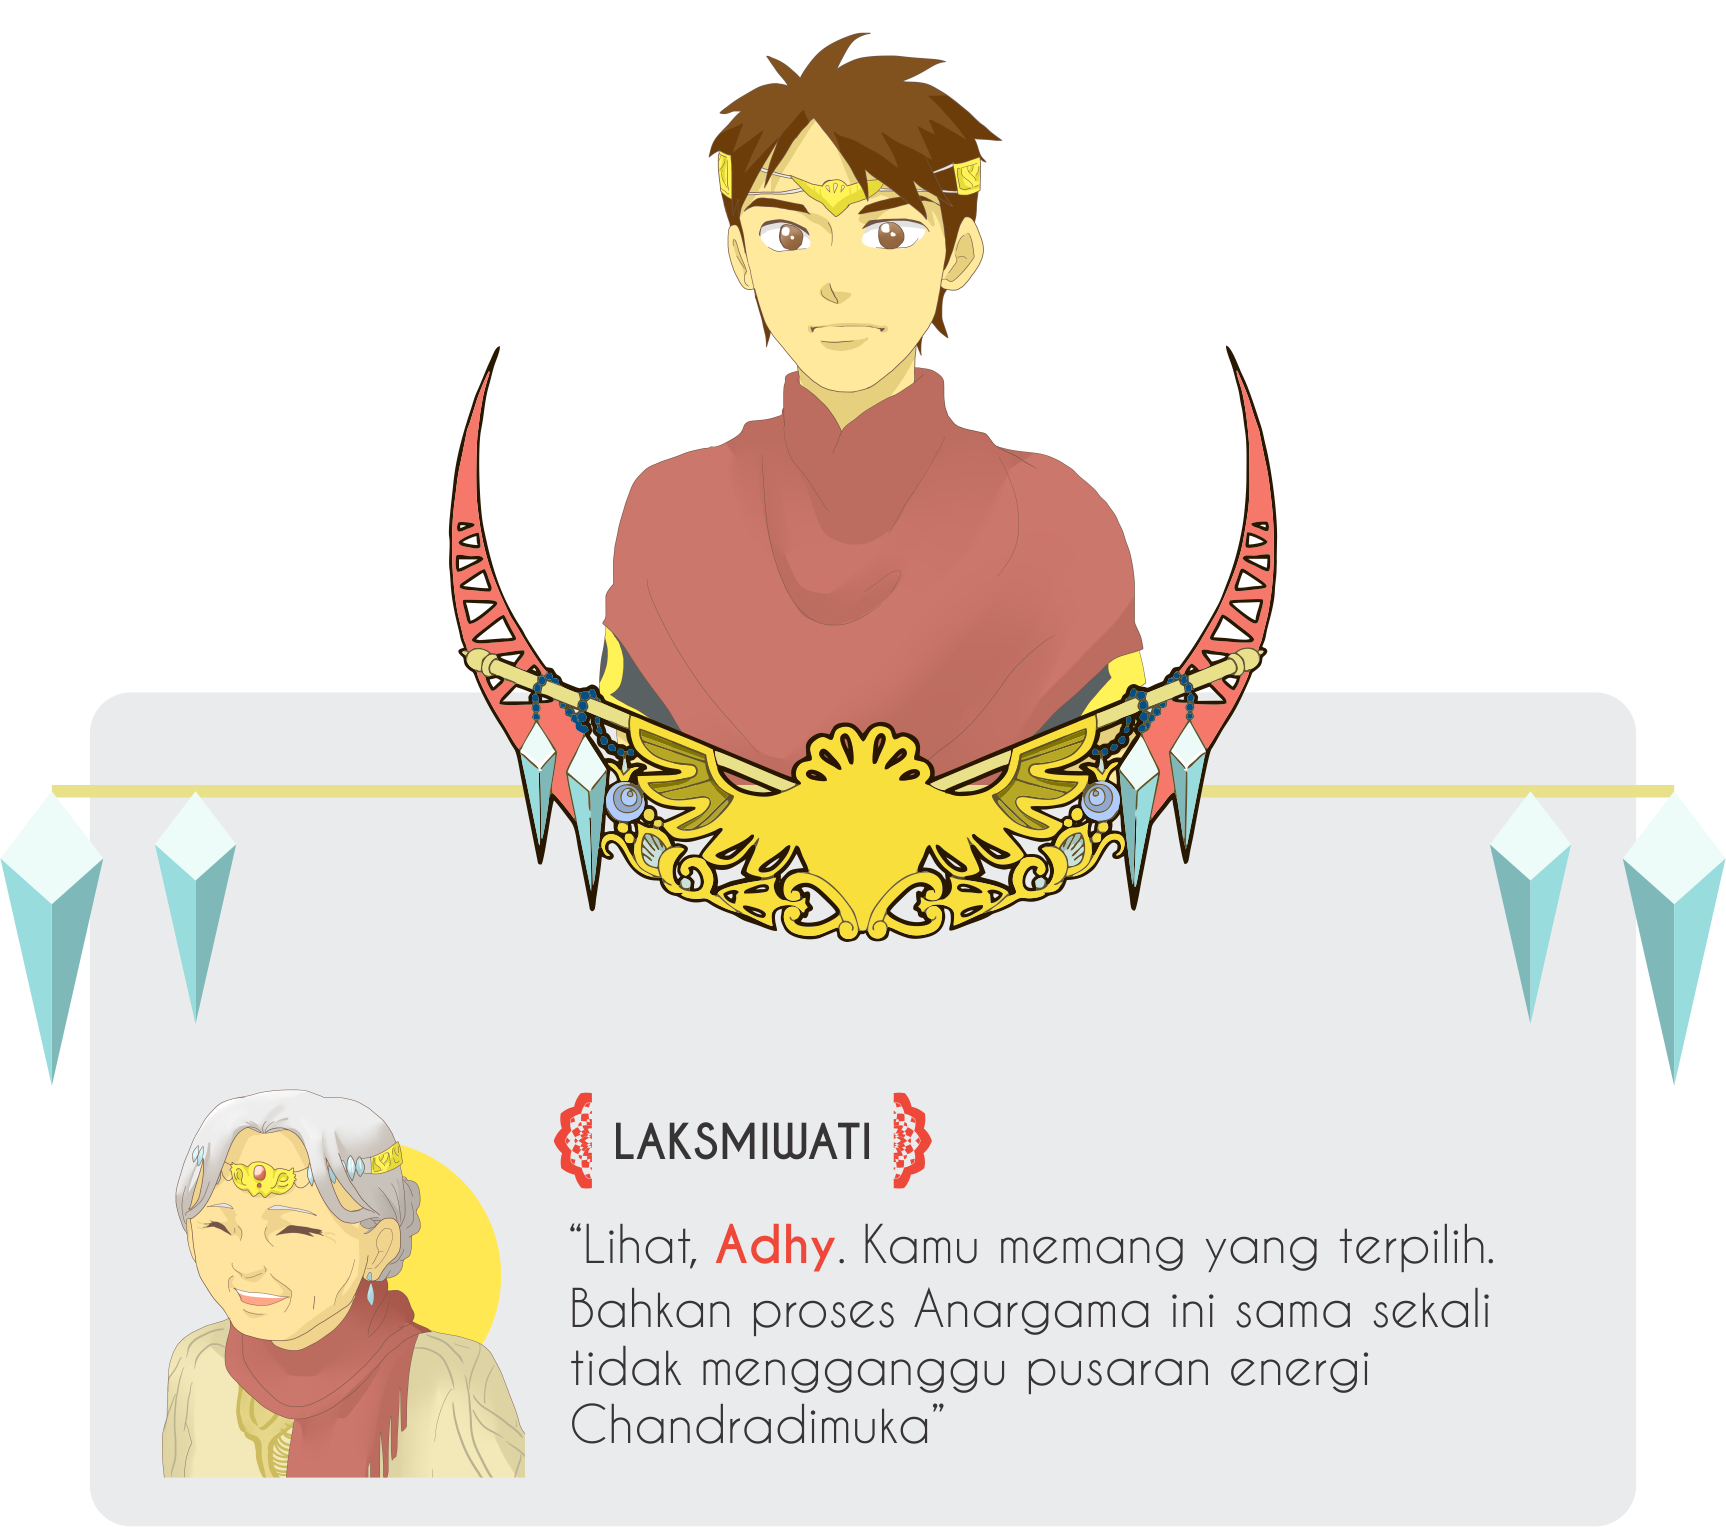 LAKSMIWATI
“Lihat, Adhy. Kamu memang yang terpilih.
Bahkan proses Anargama ini sama sekali
tidak mengganggu pusaran energi
Chandradimuka”